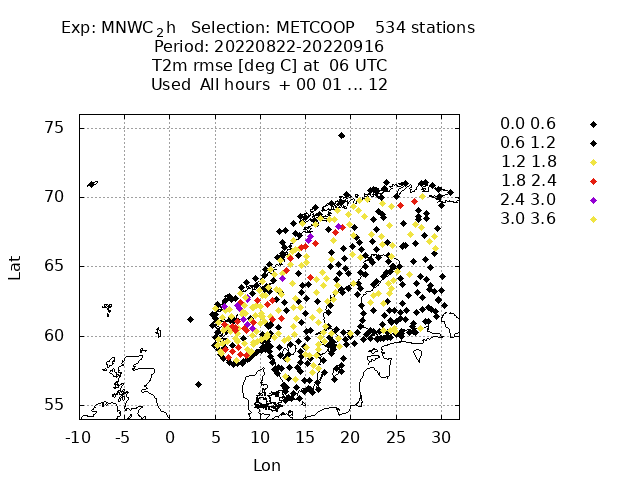 Exp: MNWC2h   Selection: METCOOP    534 stations
Period: 20220822-20220916
T2m rmse [deg C] at  06 UTC
Used  All hours  + 00 01 ... 12
0.0 0.6
0.6 1.2
1.2 1.8
1.8 2.4
2.4 3.0
3.0 3.6
75
70
65
60
55
Lat
-10 -5 0 5 10 15 20 25 30
Lon